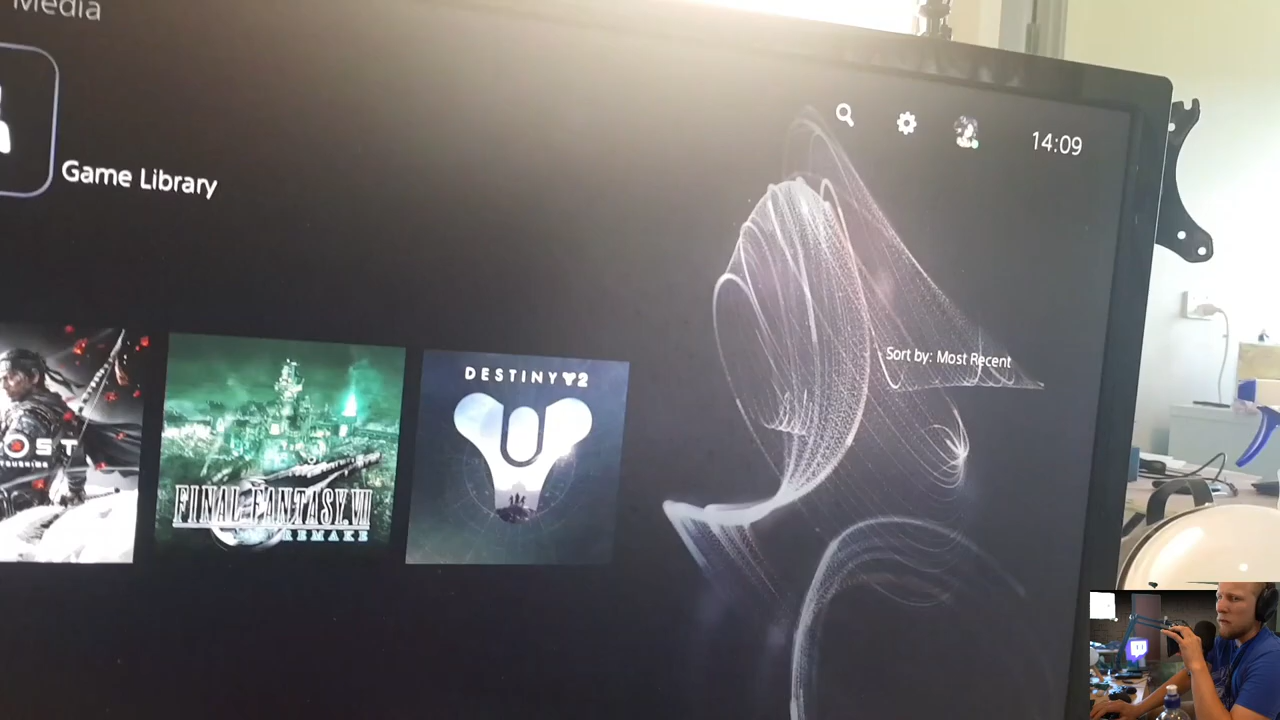 Media
14:09
Game Library
Sort by: Most Recent
DESTINY 2
OST
FINAL FANTASY VII
REMAKE